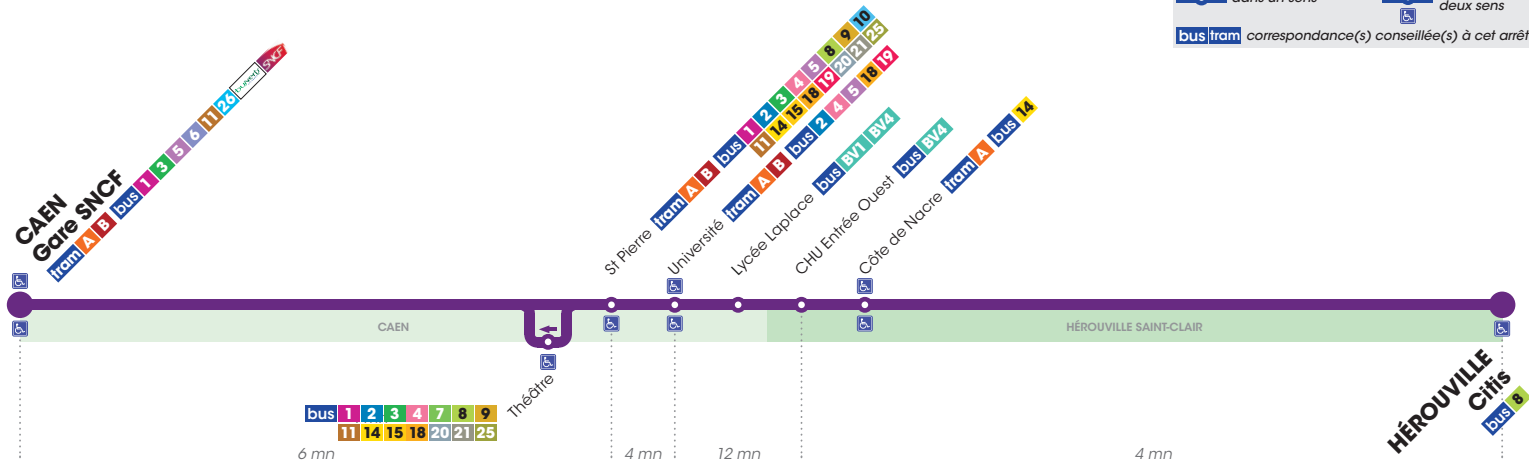 dans un sens
deux sens
bus tram correspondance(s) conseillée(s) à cet arrêt
CAEN
Gare SNCF
tram A B bus 1 3 5 6 11 26 SNCF
St Pierre tram A B bus 1 2 3 4 5 8 9 10
11 14 15 18 19 20 21 25
Université tram A B bus 2 4 5 18 19
Lycée Laplace bus BV1 BV4
CHU Entrée Ouest bus BV4
Côte de Nacre tram A bus 14
CAEN
HÉROUVILLE SAINT-CLAIR
Théâtre
bus 1 2 3 4 7 8 9
11 14 15 18 20 21 25
HÉROUVILLE
Citis
bus 8
6 mn
4 mn
12 mn
4 mn